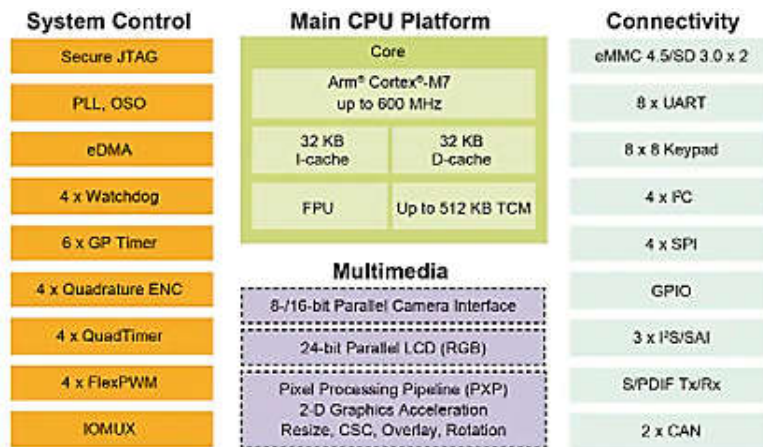 System Control
Secure JTAG
PLL, OSO
eDMA
4 x Watchdog
6 x GP Timer
4 x Quadrature ENC
4 x QuadTimer
4 x FlexPWM
IOMUX
Main CPU Platform
Core
Arm® Cortex®-M7
up to 600 MHz
32 KB
I-cache
32 KB
D-cache
FPU
Up to 512 KB TCM
Multimedia
8-/16-bit Parallel Camera Interface
24-bit Parallel LCD (RGB)
Pixel Processing Pipeline (PXP)
2-D Graphics Acceleration
Resize, CSC, Overlay, Rotation
Connectivity
eMMC 4.5/SD 3.0 x 2
8 x UART
8 x 8 Keypad
4 x I²C
4 x SPI
GPIO
3 x I²S/SAI
S/PDIF Tx/Rx
2 x CAN